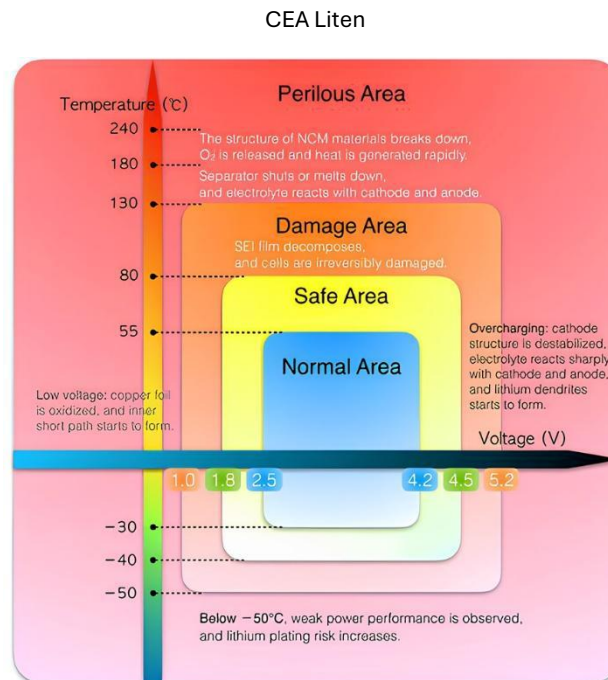 CEA Liten
Perilous Area
Temperature (℃)
240
The structure of NCM materials breaks down,
O₂ is released and heat is generated rapidly.
180
Separator shuts or melts down,
and electrolyte reacts with cathode and anode.
130
Damage Area
SEI film decomposes,
and cells are irreversibly damaged.
80
Safe Area
55
Overcharging: cathode
structure is destabilized,
electrolyte reacts sharply
with cathode and anode,
and lithium dendrites
starts to form.
Normal Area
Low voltage: copper foil
is oxidized, and inner
short path starts to form.
Voltage (V)
1.0 1.8 2.5 4.2 4.5 5.2
−30
−40
−50
Below −50°C, weak power performance is observed,
and lithium plating risk increases.